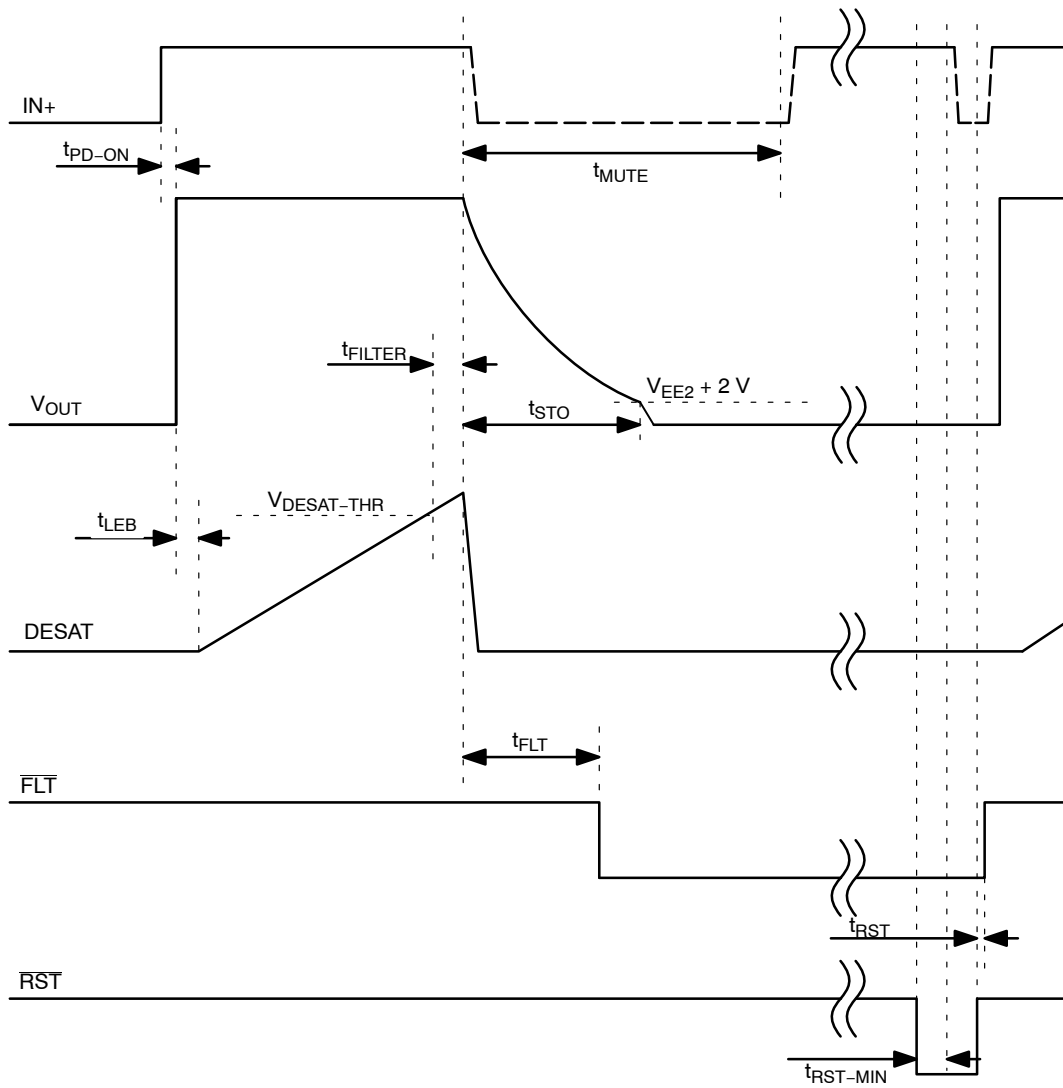 IN+
tPD−ON
tMUTE
tFILTER
VEE2 + 2 V
VOUT
tSTO
VDESAT−THR
tLEB
DESAT
tFLT
FLT
tRST
RST
tRST−MIN